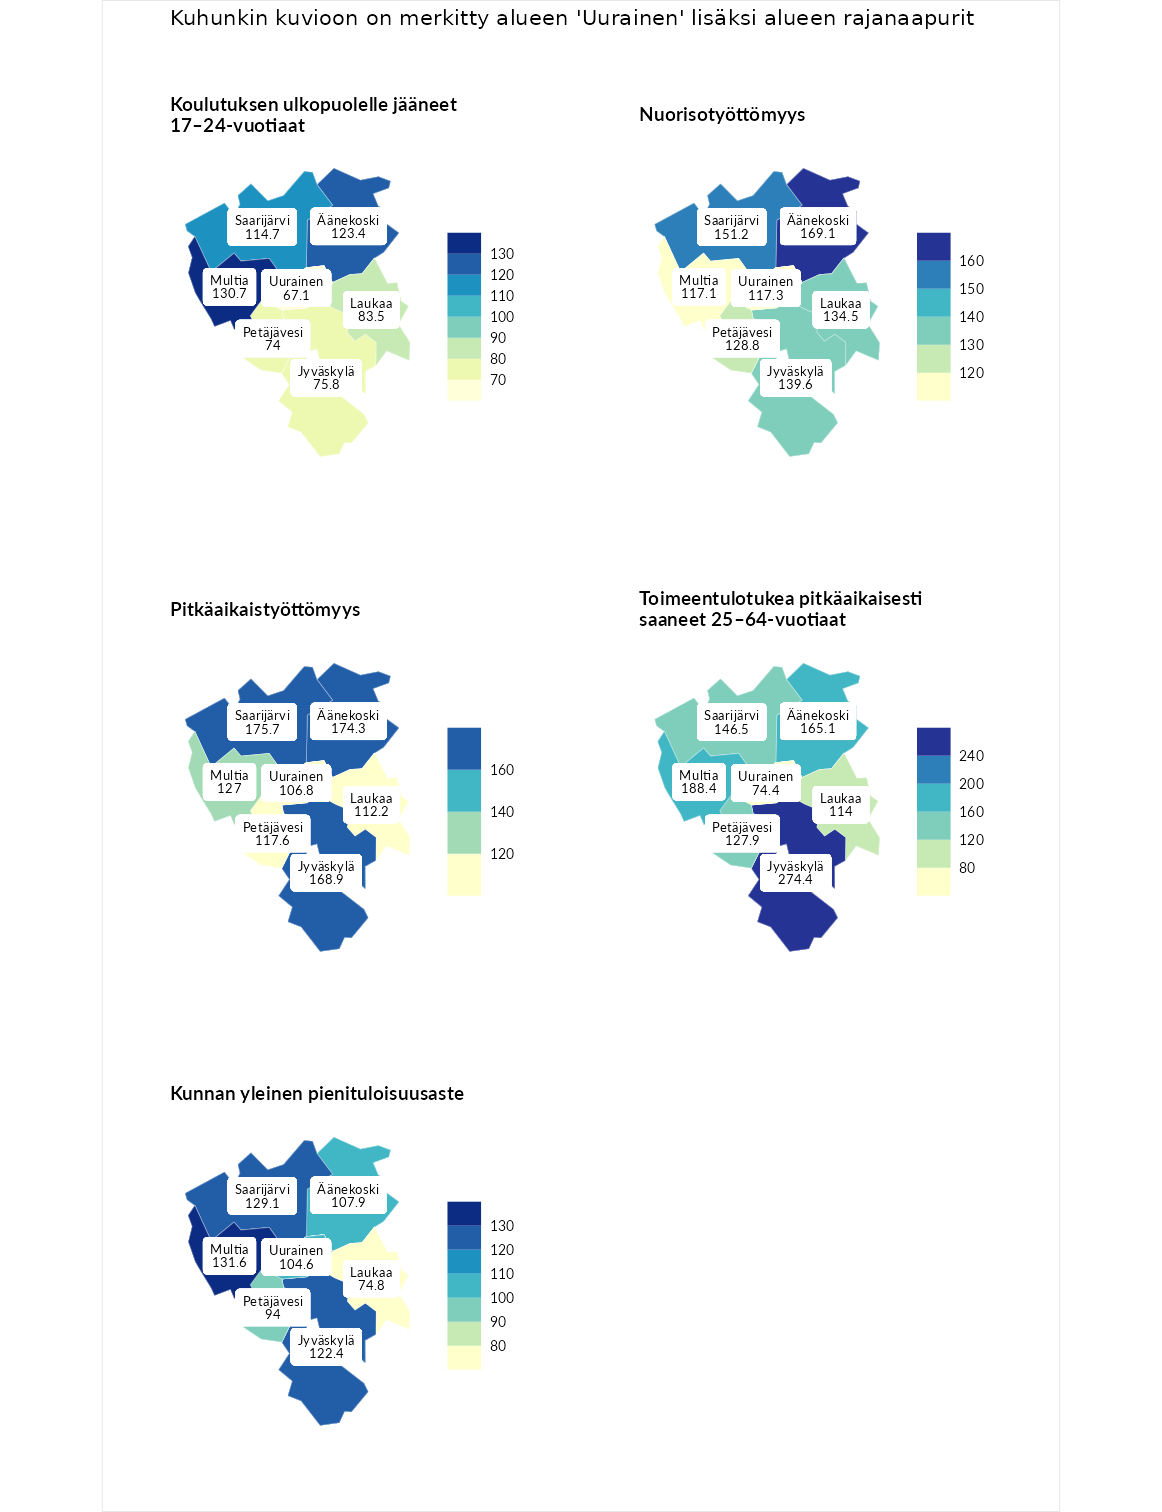 Kuhunkin kuvioon on merkitty alueen 'Uurainen' lisäksi alueen rajanaapurit
Koulutuksen ulkopuolelle jääneet
17–24-vuotiaat
Saarijärvi
114.7
Äänekoski
123.4
Multia
130.7
Uurainen
67.1
Laukaa
83.5
Petäjävesi
74
Jyväskylä
75.8
130
120
110
100
90
80
70
Nuorisotyöttömyys
Saarijärvi
151.2
Äänekoski
169.1
Multia
117.1
Uurainen
117.3
Laukaa
134.5
Petäjävesi
128.8
Jyväskylä
139.6
160
150
140
130
120
Pitkäaikaistyöttömyys
Saarijärvi
175.7
Äänekoski
174.3
Multia
127
Uurainen
106.8
Laukaa
112.2
Petäjävesi
117.6
Jyväskylä
168.9
160
140
120
Toimeentulotukea pitkäaikaisesti
saaneet 25–64-vuotiaat
Saarijärvi
146.5
Äänekoski
165.1
Multia
188.4
Uurainen
74.4
Laukaa
114
Petäjävesi
127.9
Jyväskylä
274.4
240
200
160
120
80
Kunnan yleinen pienituloisuusaste
Saarijärvi
129.1
Äänekoski
107.9
Multia
131.6
Uurainen
104.6
Laukaa
74.8
Petäjävesi
94
Jyväskylä
122.4
130
120
110
100
90
80